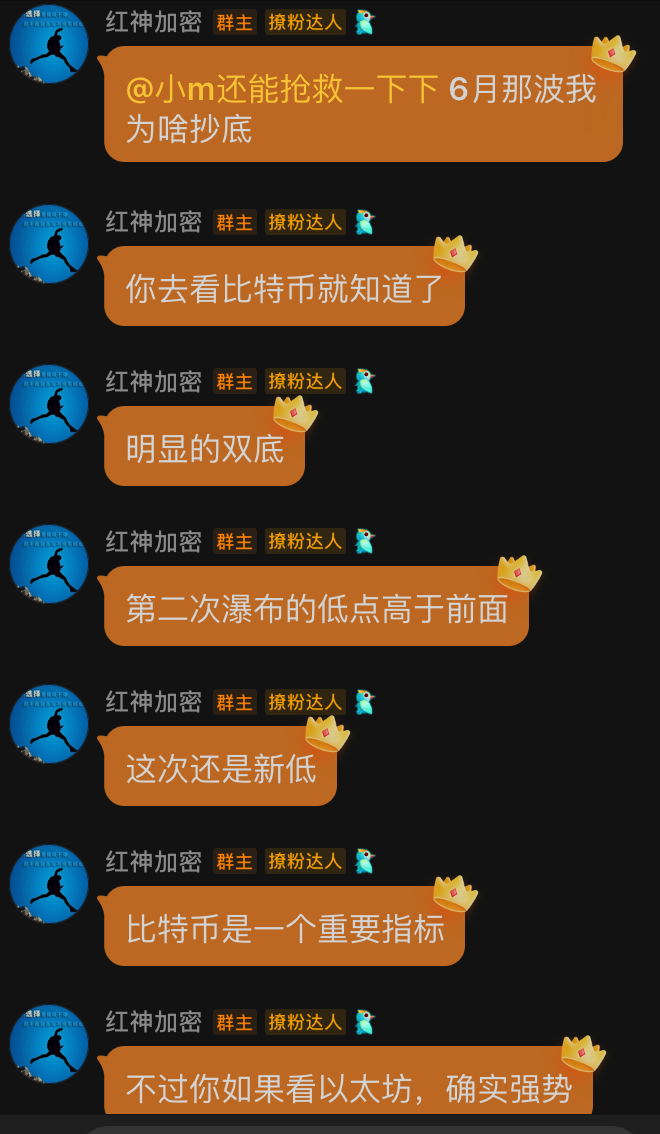 红神加密 群主 撩粉达人
@小m还能抢救一下下 6月那波我
为啥抄底
红神加密 群主 撩粉达人
你去看比特币就知道了
红神加密 群主 撩粉达人
明显的双底
红神加密 群主 撩粉达人
第二次瀑布的低点高于前面
红神加密 群主 撩粉达人
这次还是新低
红神加密 群主 撩粉达人
比特币是一个重要指标
红神加密 群主 撩粉达人
不过你如果看以太坊，确实强势